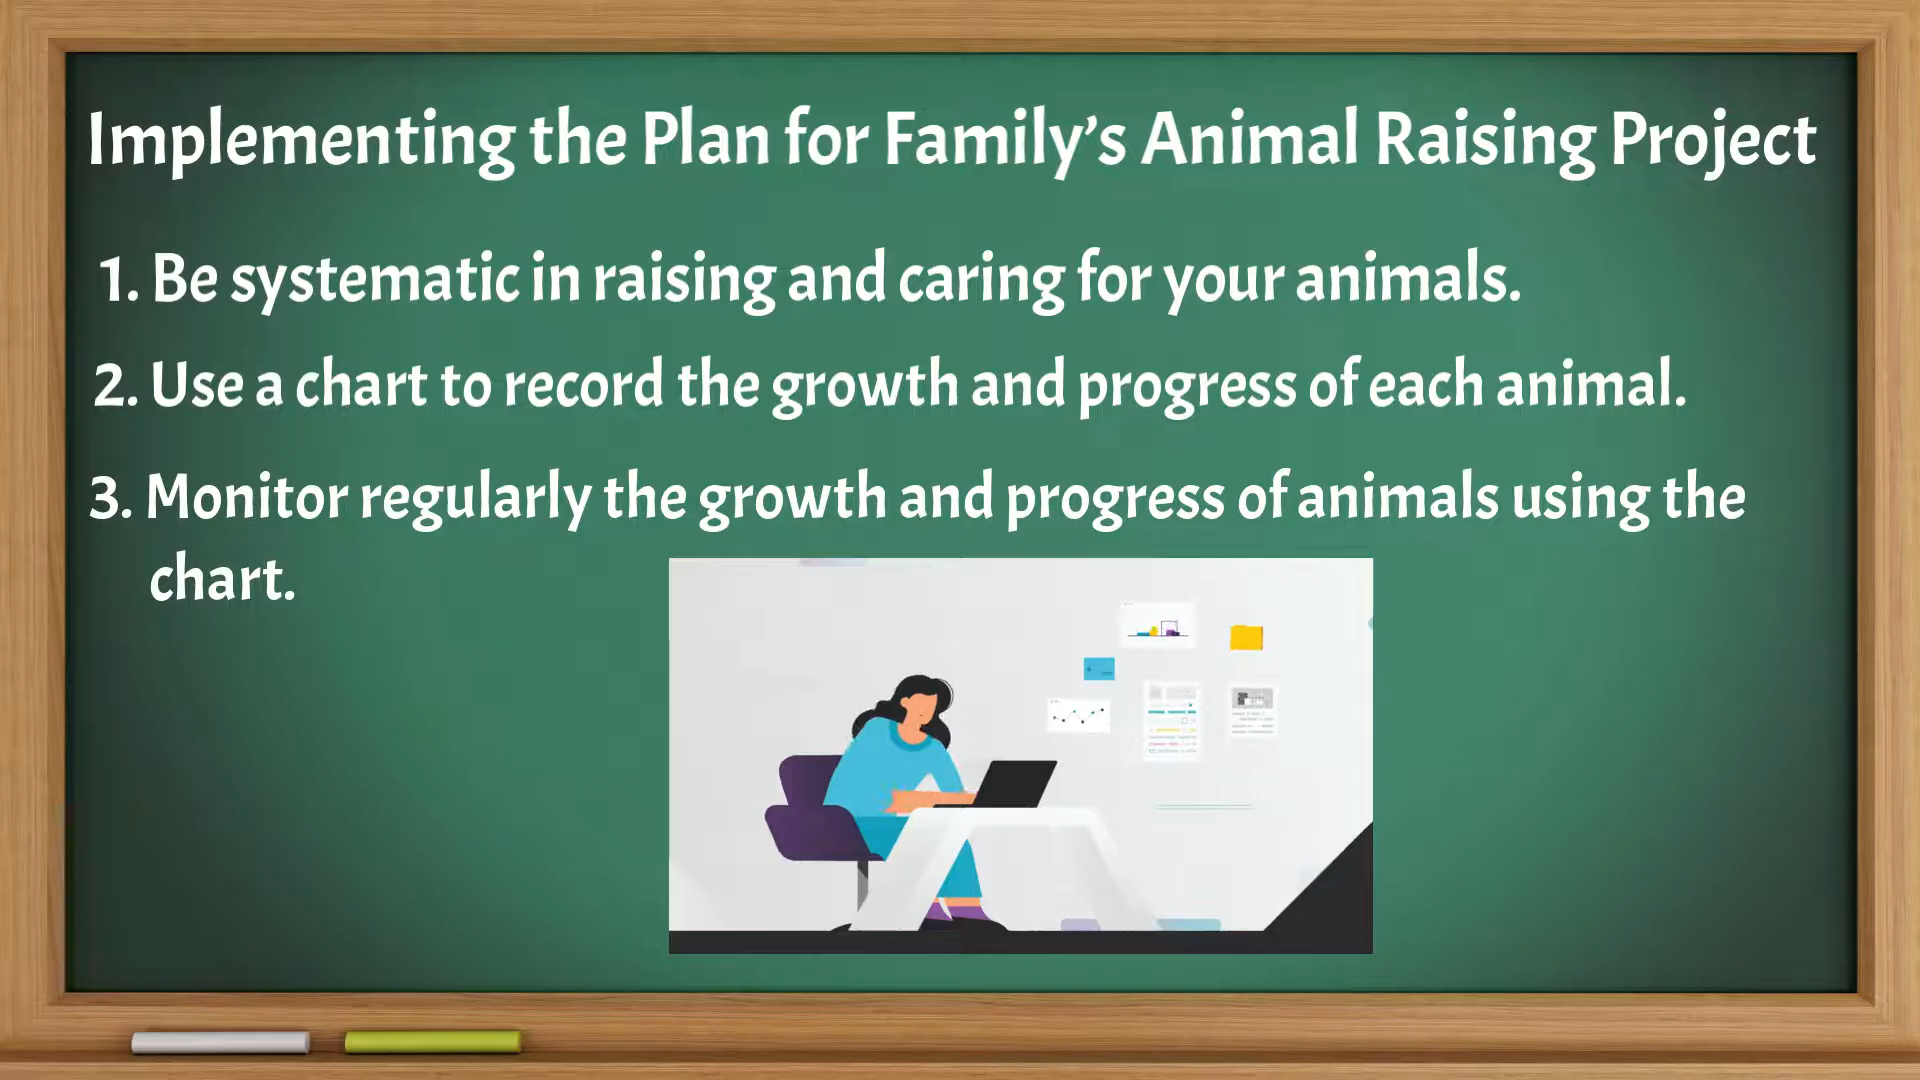 Implementing the Plan for Family’s Animal Raising Project
1. Be systematic in raising and caring for your animals.
2. Use a chart to record the growth and progress of each animal.
3. Monitor regularly the growth and progress of animals using the
chart.